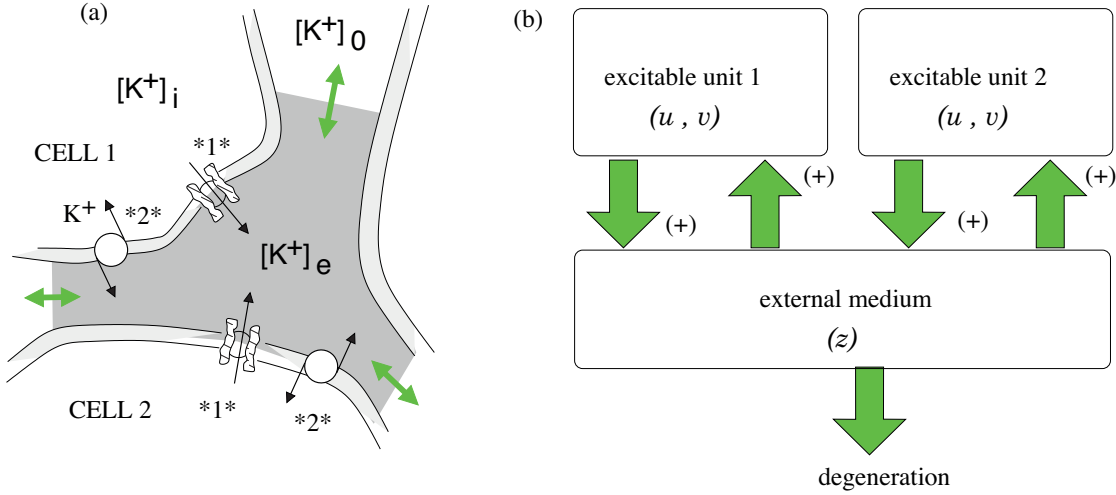 (a)
[K+]0
[K+]i
CELL 1
*1*
K+
*2*
[K+]e
CELL 2
*1*
*2*
(b)
excitable unit 1
(u , v)
excitable unit 2
(u , v)
(+)
(+)
(+)
(+)
external medium
(z)
degeneration